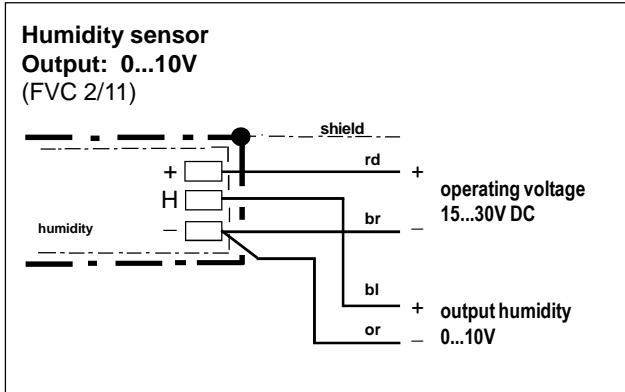 Humidity sensor
Output: 0...10V
(FVC 2/11)
shield
rd
+
+
operating voltage
15...30V DC
H
humidity
–
br
–
bl
+
output humidity
0...10V
or
–